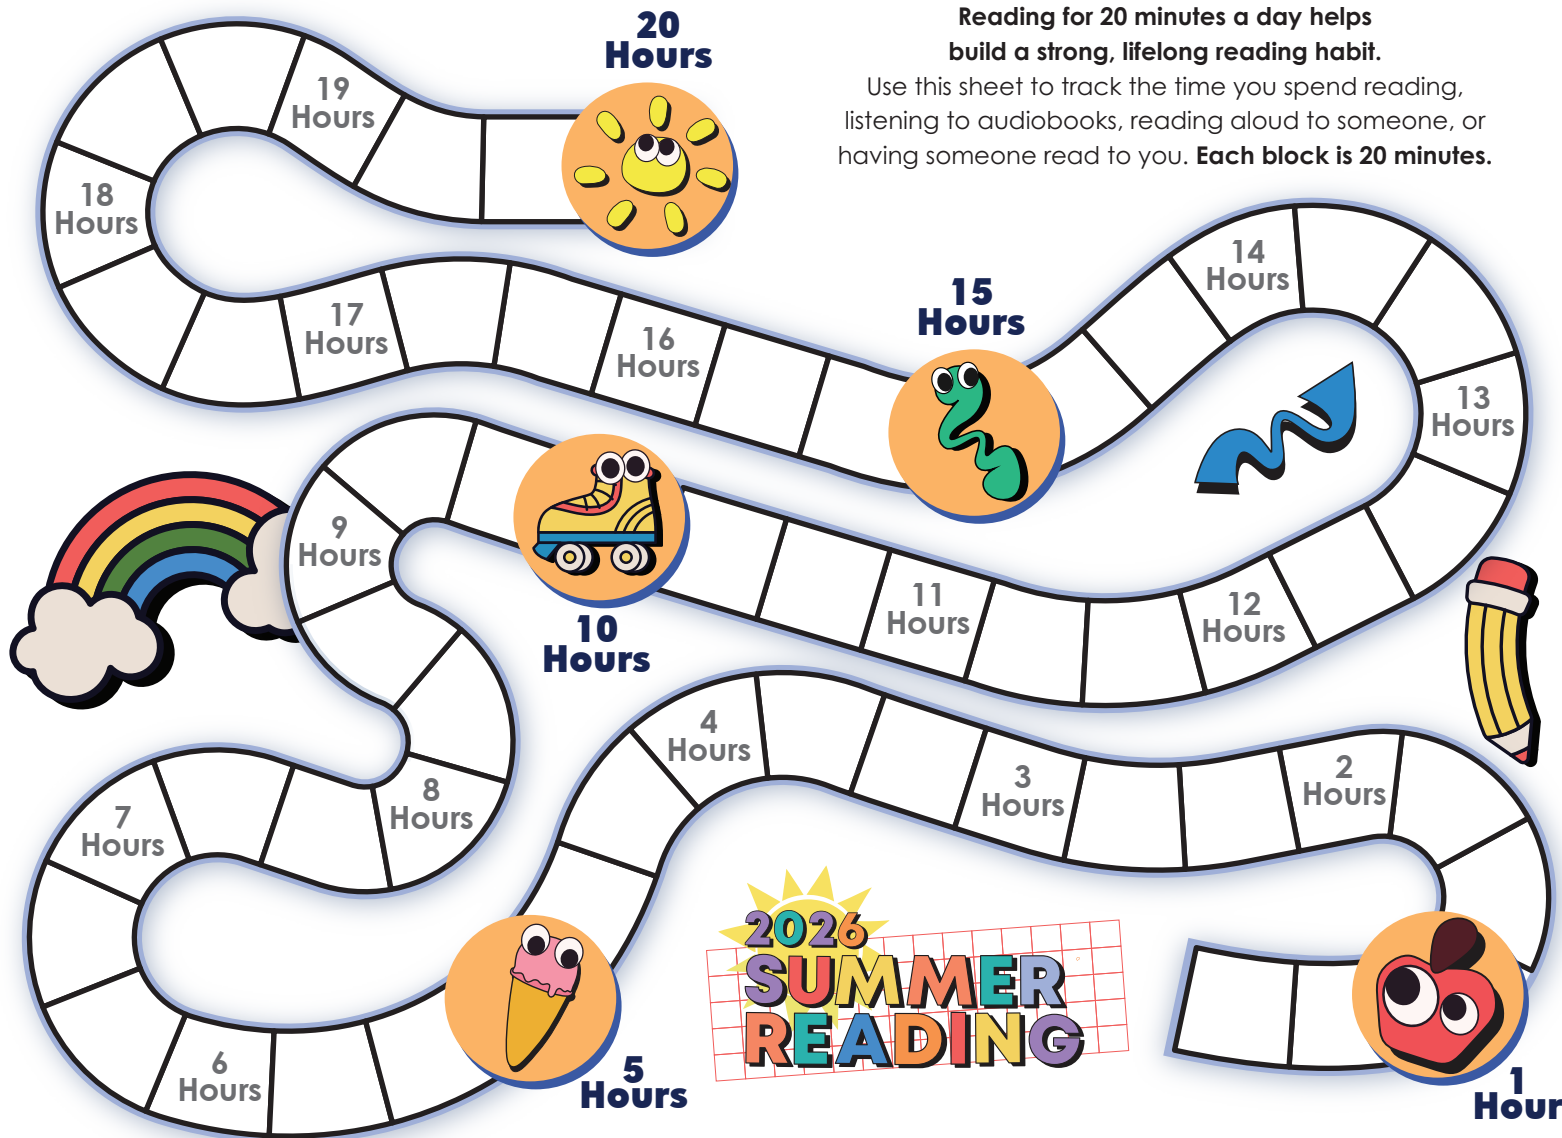 20
Hours
Reading for 20 minutes a day helps
build a strong, lifelong reading habit.
Use this sheet to track the time you spend reading,
listening to audiobooks, reading aloud to someone, or
having someone read to you. Each block is 20 minutes.
19
Hours
18
Hours
17
Hours
16
Hours
15
Hours
14
Hours
13
Hours
12
Hours
11
Hours
10
Hours
9
Hours
8
Hours
7
Hours
6
Hours
5
Hours
4
Hours
3
Hours
2
Hours
1
Hour
2026
SUMMER
READING